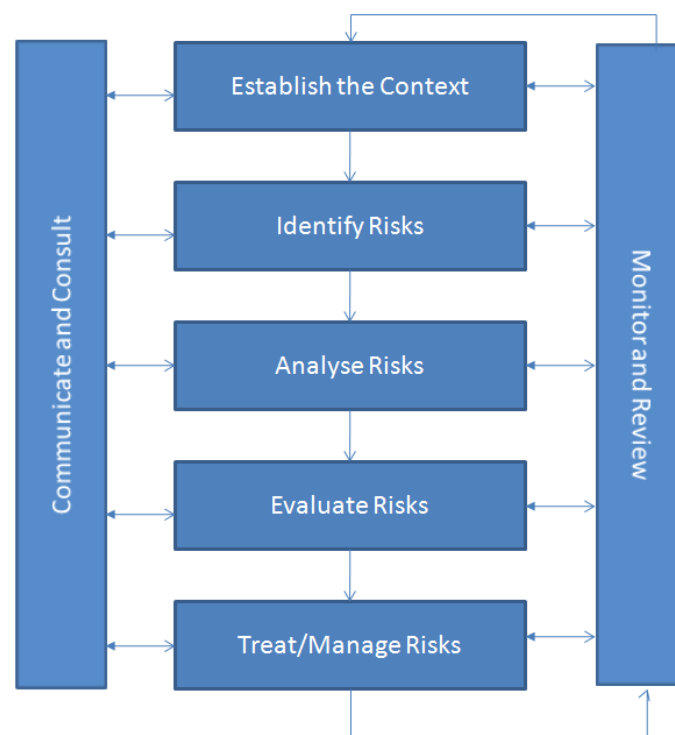 Establish the Context
Identify Risks
Analyse Risks
Evaluate Risks
Treat/Manage Risks
Communicate and Consult
Monitor and Review